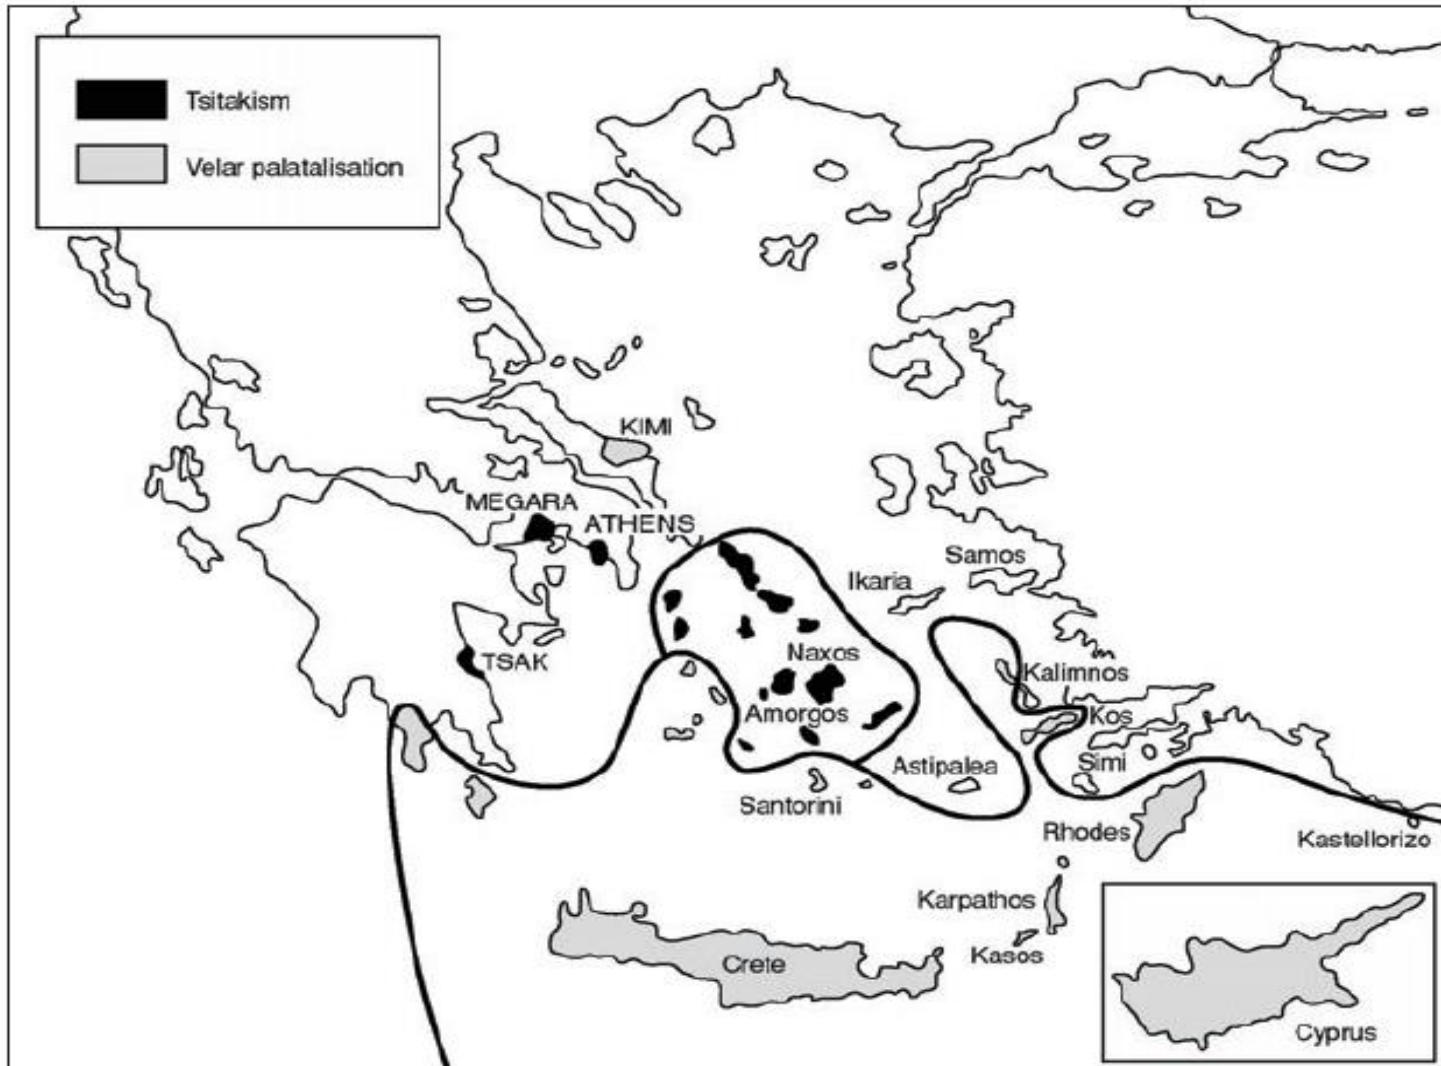 Tsitakism
Velar palatalisation
KIMI
MEGARA
ATHENS
Samos
Ikaria
TSAK
Naxos
Kalimnos
Amorgos
Kos
Astipalea
Simi
Santorini
Rhodes
Kastellorizo
Karpathos
Kasos
Crete
Cyprus